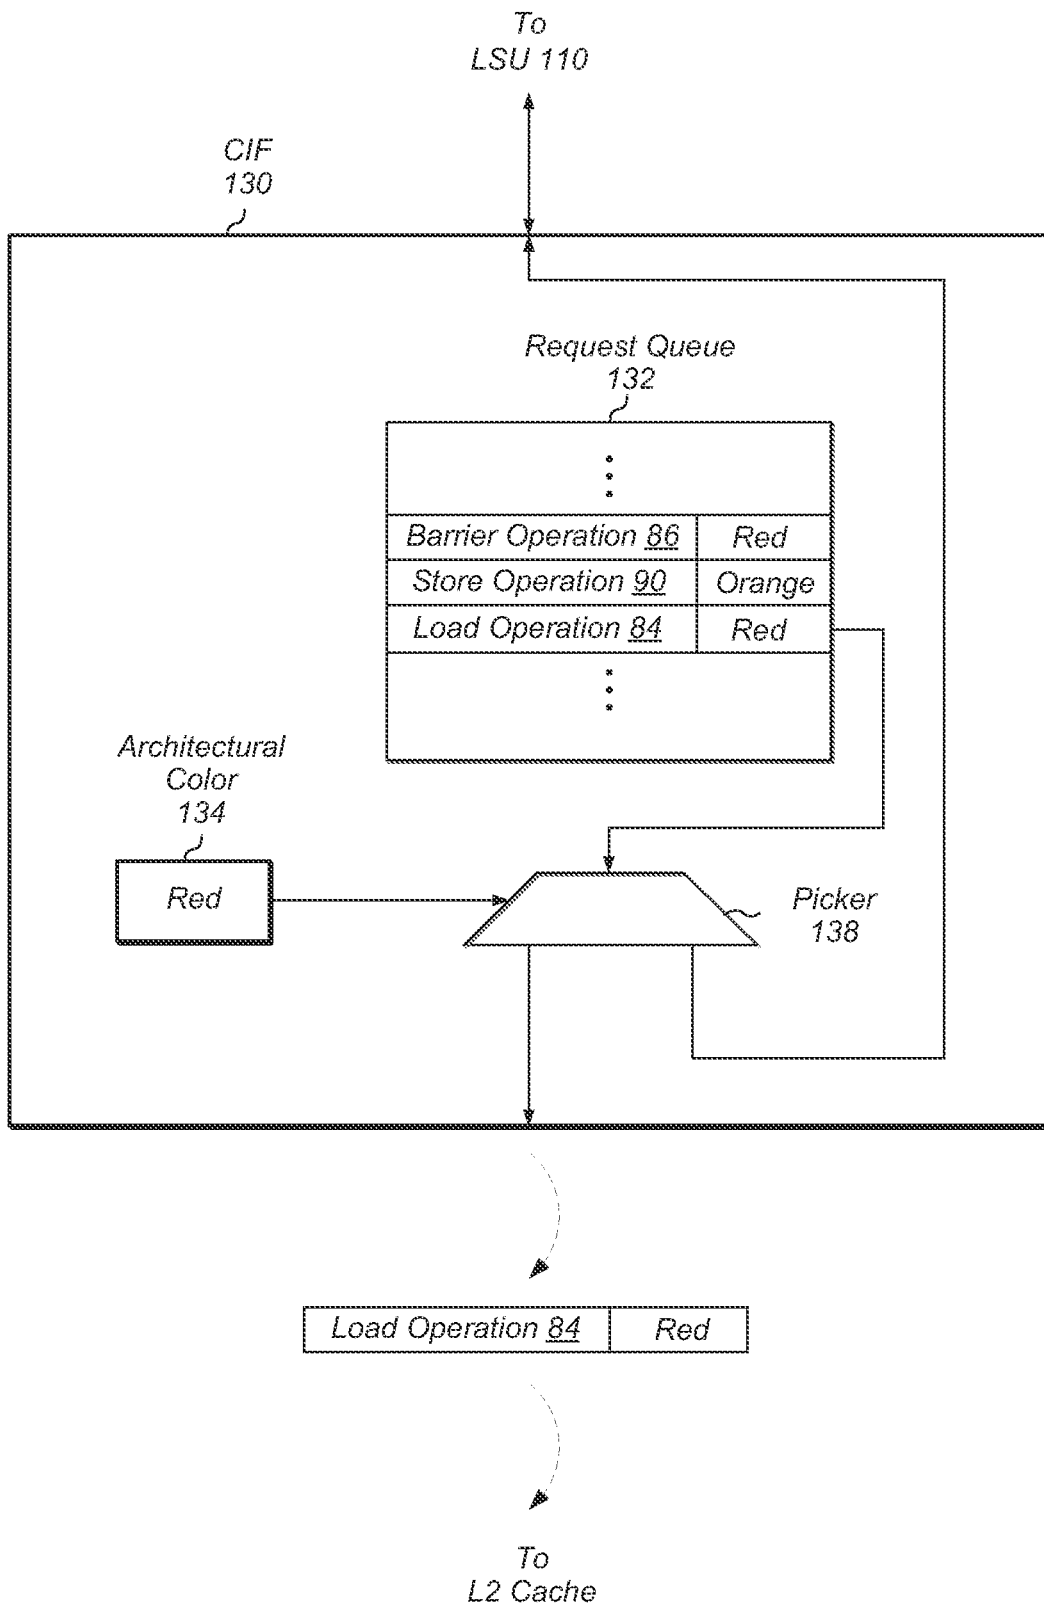 To
LSU 110
CIF
130
Request Queue
132
Barrier Operation 86 Red
Store Operation 90 Orange
Load Operation 84 Red
Architectural
Color
134
Red
Picker
138
Load Operation 84 Red
To
L2 Cache